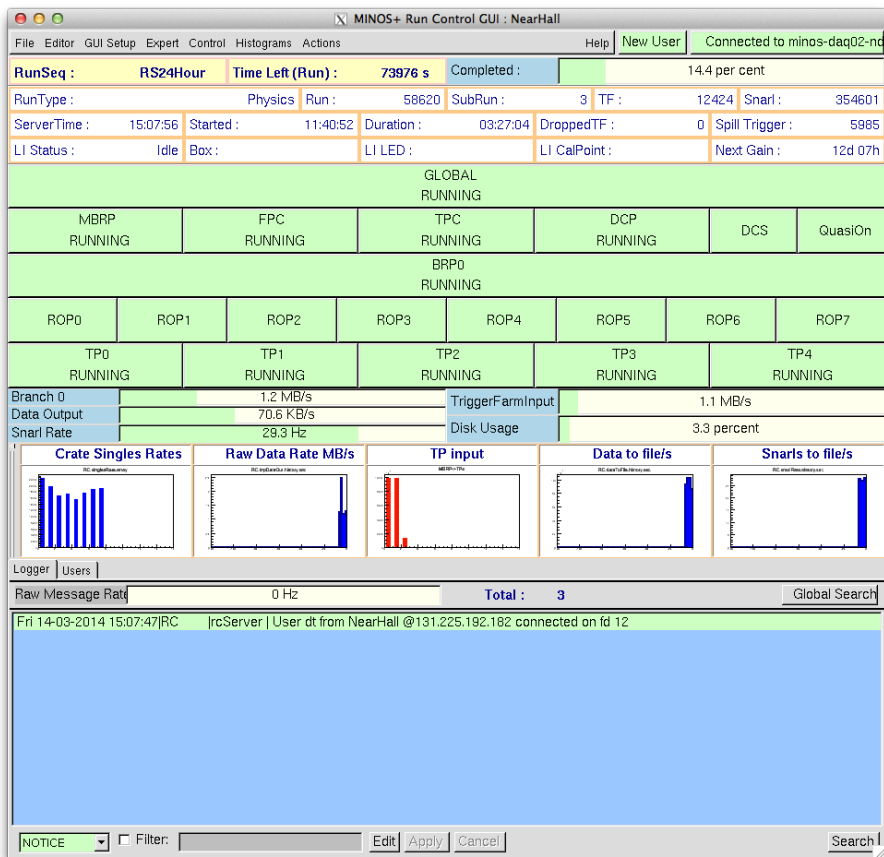 MINOS+ Run Control GUI : NearHall
File Editor GUI Setup Expert Control Histograms Actions Help New User Connected to minos-daq02-nd
RunSeq : RS24Hour Time Left (Run) : 73976 s Completed : 14.4 per cent
RunType : Physics Run : 58620 SubRun : 3 TF : 12424 Snarl : 354601
ServerTime : 15:07:56 Started : 11:40:52 Duration : 03:27:04 DroppedTF : 0 Spill Trigger : 5985
LI Status : Idle Box : LI LED : LI CalPoint : Next Gain : 12d 07h
GLOBAL
RUNNING
MBRP FPC TPC DCP DCS QuasiOn
RUNNING RUNNING RUNNING RUNNING
BRP0
RUNNING
ROP0 ROP1 ROP2 ROP3 ROP4 ROP5 ROP6 ROP7
TP0 TP1 TP2 TP3 TP4
RUNNING RUNNING RUNNING RUNNING RUNNING
Branch 0 1.2 MB/s TriggerFarmInput 1.1 MB/s
Data Output 70.6 KB/s
Snarl Rate 29.3 Hz Disk Usage 3.3 percent
Crate Singles Rates Raw Data Rate MB/s TP input Data to file/s Snarls to file/s
Logger Users
Raw Message Rate 0 Hz Total : 3 Global Search
Fri 14-03-2014 15:07:47|RC |rcServer | User dt from NearHall @131.225.192.182 connected on fd 12
NOTICE Filter: Edit Apply Cancel Search